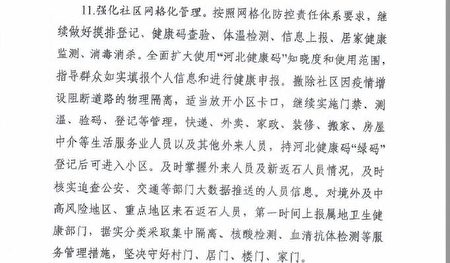 11.强化社区网格化管理。按照网格化防控责任体系要求，继
续做好摸排登记、健康码查验、体温检测、信息上报、居家健康
监测、消毒消杀。全面扩大使用“河北健康码”知晓度和使用范围，
指导群众如实填报个人信息和进行健康申报。撤除社区因疫情增
设阻断道路的物理隔离，适当放开小区卡口，继续实施门禁、测
温、验码、登记等管理，快递、外卖、家政、装修、搬家、房屋
中介等生活服务业人员以及其他外来人员，持河北健康码“绿码”
登记后可进入小区。及时掌握外来人员及新返石人员情况，及时
核实追查公安、交通等部门大数据推送的人员信息。对境外及中
高风险地区、重点地区来石返石人员，第一时间上报属地卫生健
康部门，据实分类采取集中隔离、核酸检测、血清抗体检测等服
务管理措施，坚决守好村门、居门、楼门、家门。